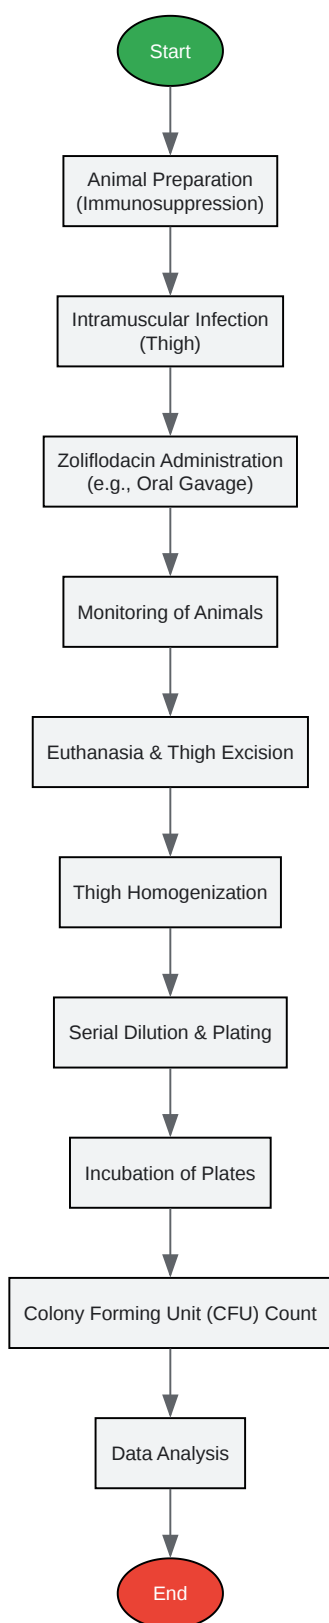 Start
Animal Preparation
(Immunosuppression)
Intramuscular Infection
(Thigh)
Zoliflodacin Administration
(e.g., Oral Gavage)
Monitoring of Animals
Euthanasia & Thigh Excision
Thigh Homogenization
Serial Dilution & Plating
Incubation of Plates
Colony Forming Unit (CFU) Count
Data Analysis
End